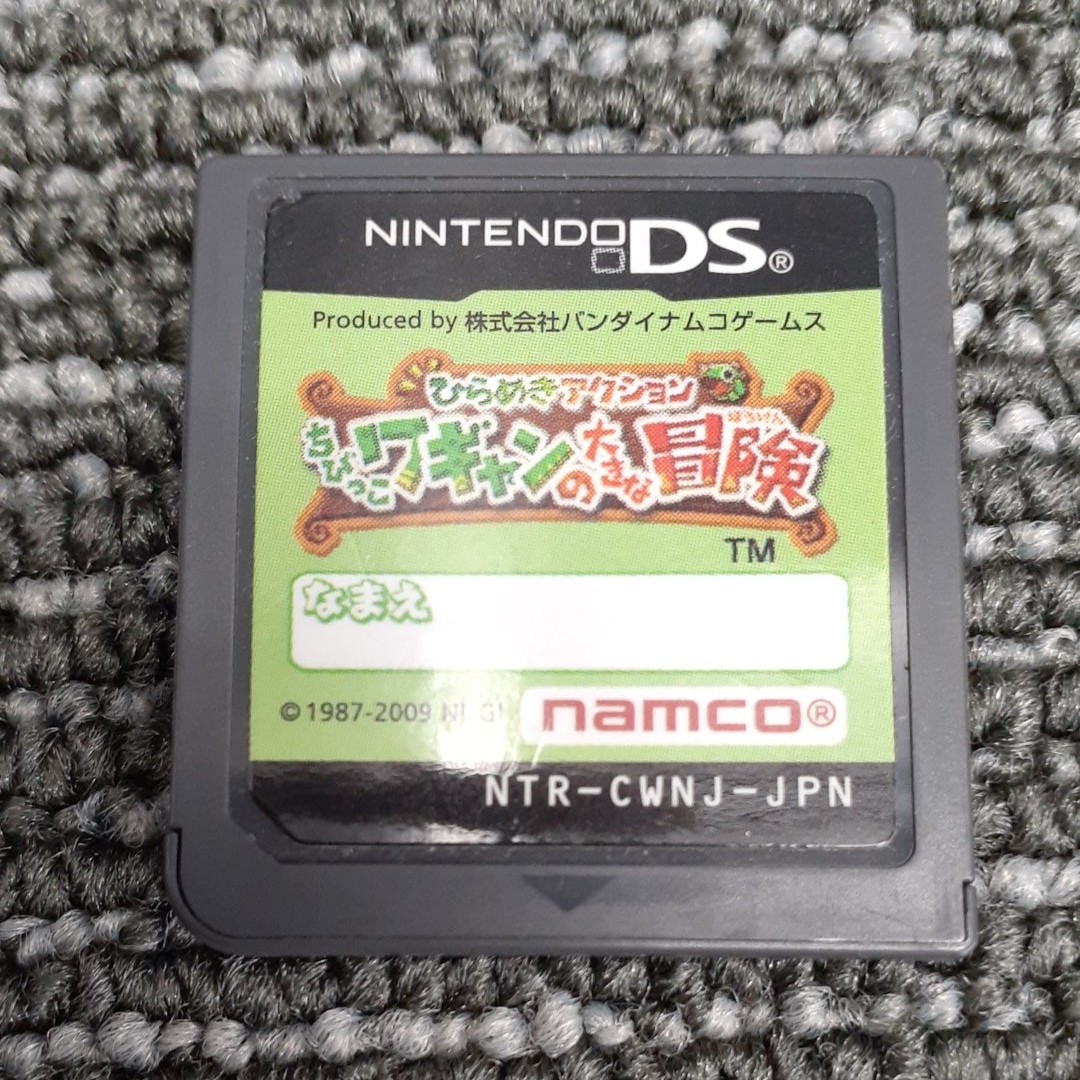 NINTENDODS®
Produced by 株式会社バンダイナムコゲームス
ひらめきアクション
ちびっこワギャンの大きな冒険
ぼうけん
TM
なまえ
©1987-2009
namco®
NTR-CWNJ-JPN